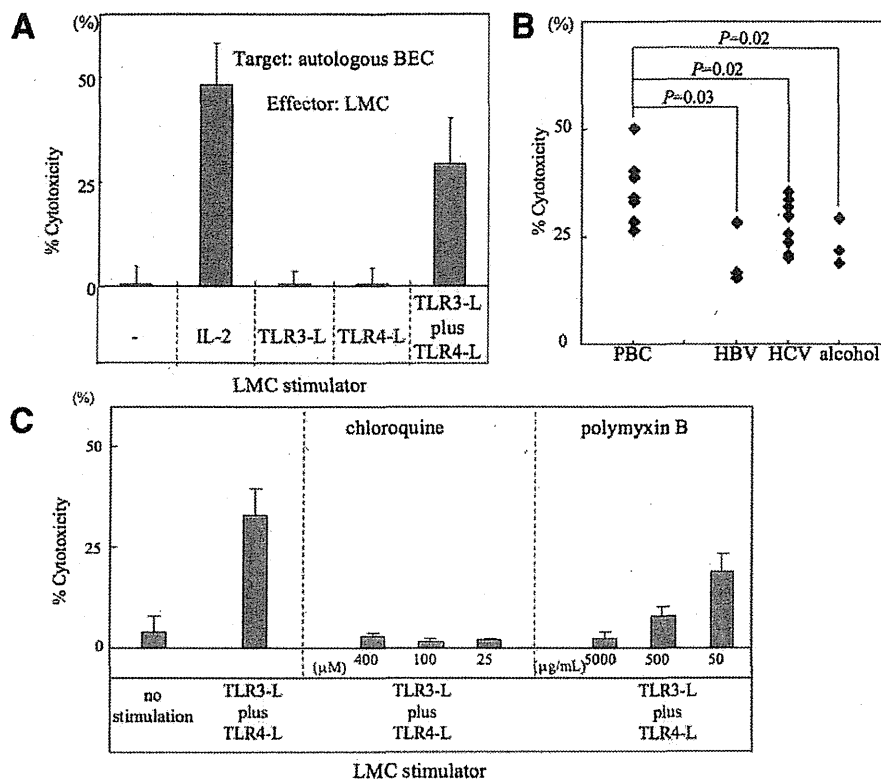 A
(%)
50
25
0
% Cytotoxicity
Target: autologous BEC
Effector: LMC
-
IL-2
TLR3-L
TLR4-L
TLR3-L
plus
TLR4-L
LMC stimulator
B
(%)
50
25
0
% Cytotoxicity
P=0.02
P=0.02
P=0.03
PBC
HBV
HCV
alcohol
C
(%)
50
25
0
% Cytotoxicity
chloroquine
polymyxin B
(μM)
400
100
25
(μg/mL)
5000
500
50
no
stimulation
TLR3-L
plus
TLR4-L
TLR3-L
plus
TLR4-L
TLR3-L
plus
TLR4-L
LMC stimulator